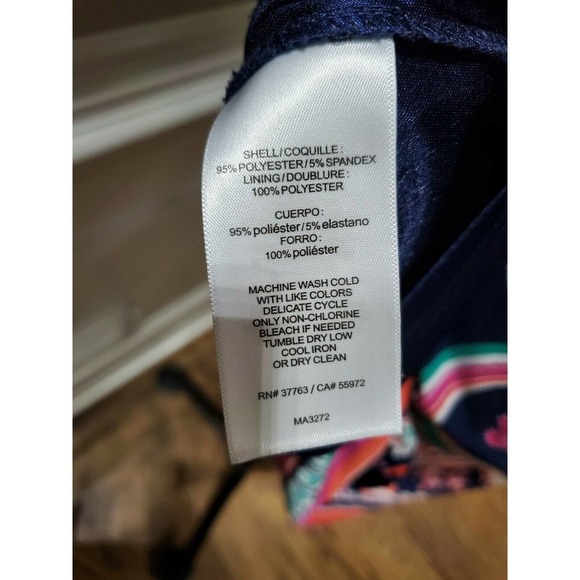 SHELL/COQUILLE:
95% POLYESTER/5% SPANDEX
LINING/DOUBLURE:
100% POLYESTER
CUERPO:
95% poliéster/5% elastano
FORRO:
100% poliéster
MACHINE WASH COLD
WITH LIKE COLORS
DELICATE CYCLE
ONLY NON-CHLORINE
BLEACH IF NEEDED
TUMBLE DRY LOW
COOL IRON
OR DRY CLEAN
RN# 37763 / CA# 55972
MA3272